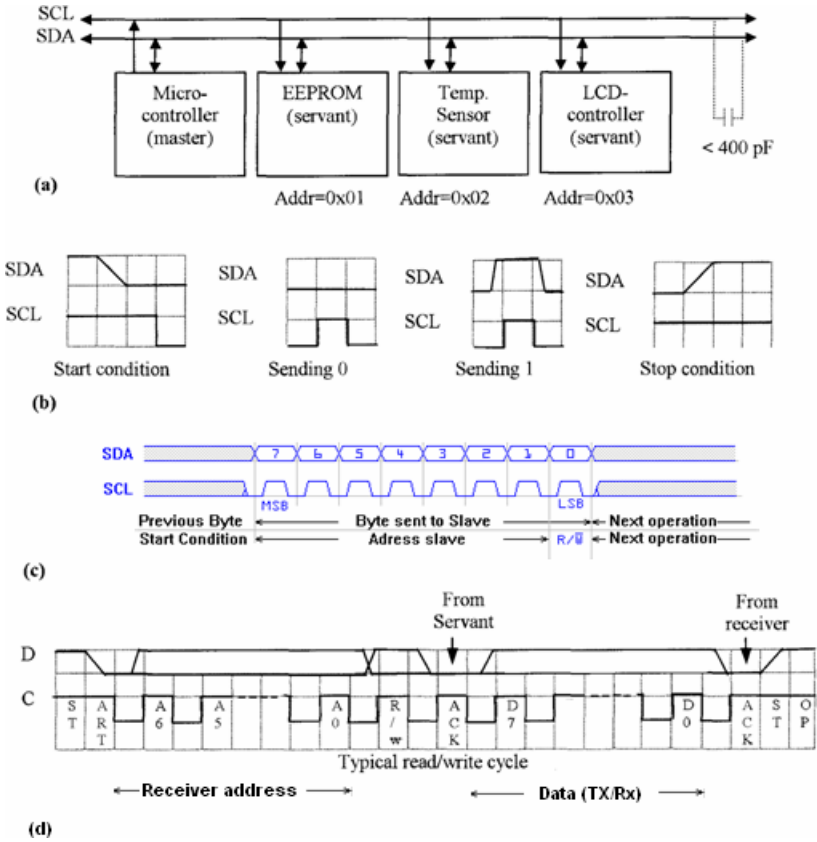 SCL
SDA
Micro-
controller
(master)
EEPROM
(servant)
Temp.
Sensor
(servant)
LCD-
controller
(servant)
< 400 pF
(a)
Addr=0x01 Addr=0x02 Addr=0x03
SDA
SCL
Start condition
SDA
SCL
Sending 0
SDA
SCL
Sending 1
SDA
SCL
Stop condition
(b)
SDA 7 6 5 4 3 2 1 0
SCL
MSB LSB
Previous Byte Byte sent to Slave Next operation
Start Condition Adress slave R/W Next operation
(c)
From
Servant
From
receiver
D
C
ST ART A6 A5 A0 R/w ACK D7 D0 ACK ST OP
Typical read/write cycle
Receiver address Data (TX/Rx)
(d)